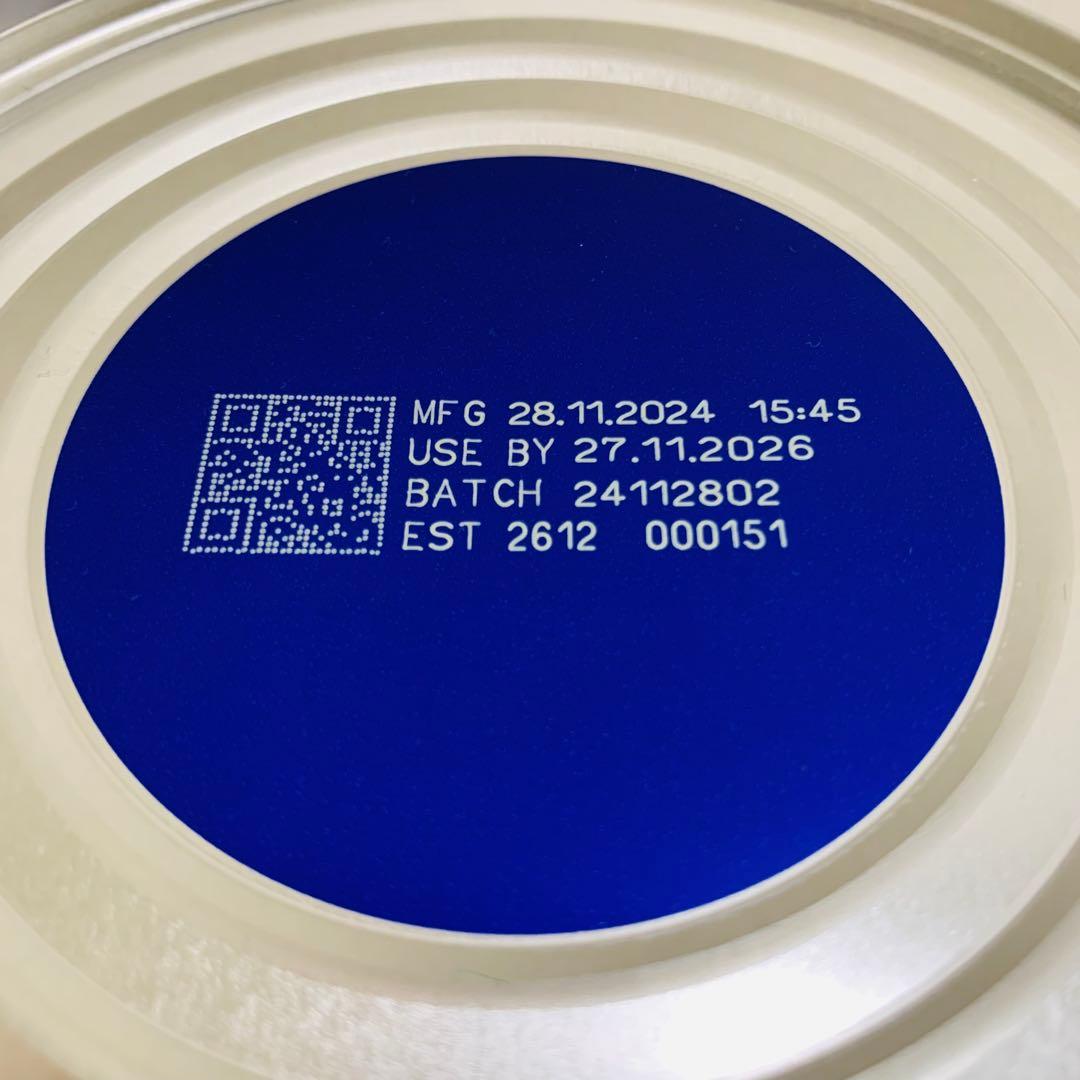 MFG 28.11.2024 15:45
USE BY 27.11.2026
BATCH 24112802
EST 2612 000151